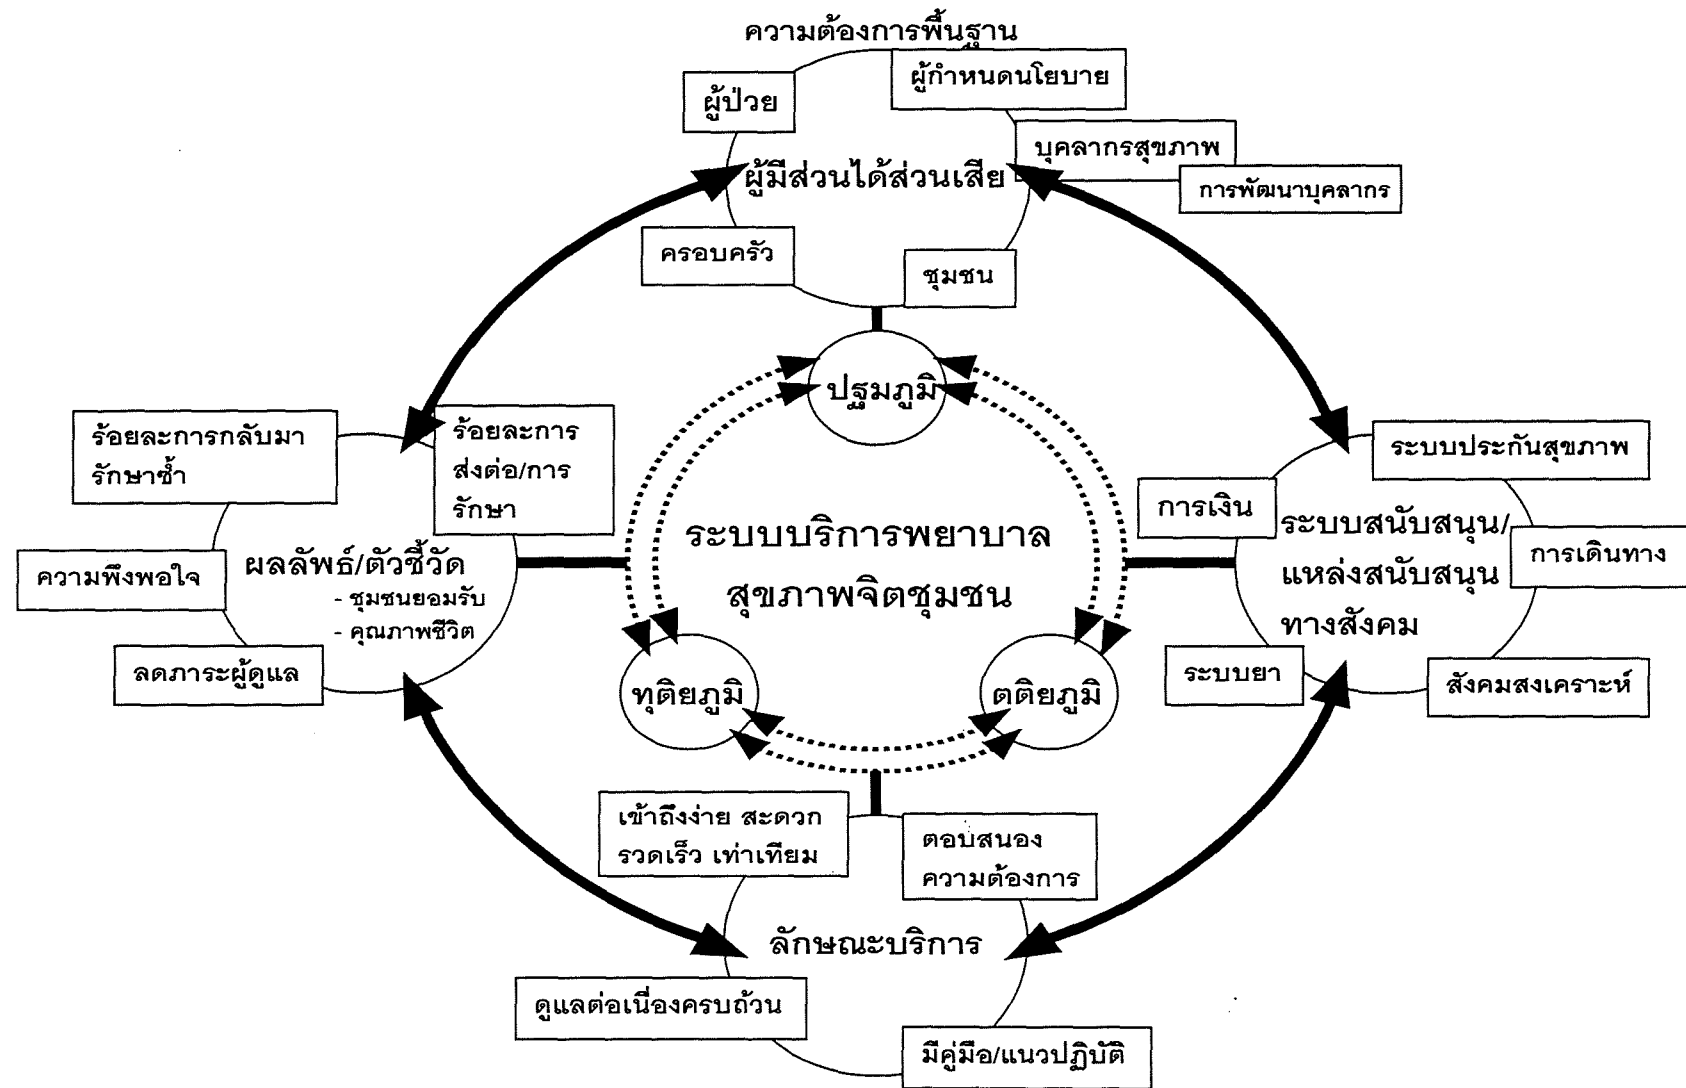 ความต้องการพื้นฐาน
ผู้กำหนดนโยบาย
ผู้ป่วย
บุคลากรสุขภาพ
ผู้มีส่วนได้ส่วนเสีย
การพัฒนาบุคลากร
ครอบครัว
ชุมชน
ปฐมภูมิ
ร้อยละการกลับมา
รักษาซ้ำ
ร้อยละการ
ส่งต่อ/การ
รักษา
ความพึงพอใจ
ผลลัพธ์/ตัวชี้วัด
- ชุมชนยอมรับ
- คุณภาพชีวิต
ลดภาระผู้ดูแล
ระบบบริการพยาบาล
สุขภาพจิตชุมชน
ระบบประกันสุขภาพ
การเงิน
ระบบสนับสนุน/
แหล่งสนับสนุน
ทางสังคม
การเดินทาง
ระบบยา
สังคมสงเคราะห์
ทุติยภูมิ
ตติยภูมิ
เข้าถึงง่าย สะดวก
รวดเร็ว เท่าเทียม
ตอบสนอง
ความต้องการ
ลักษณะบริการ
ดูแลต่อเนื่องครบถ้วน
มีคู่มือ/แนวปฏิบัติ